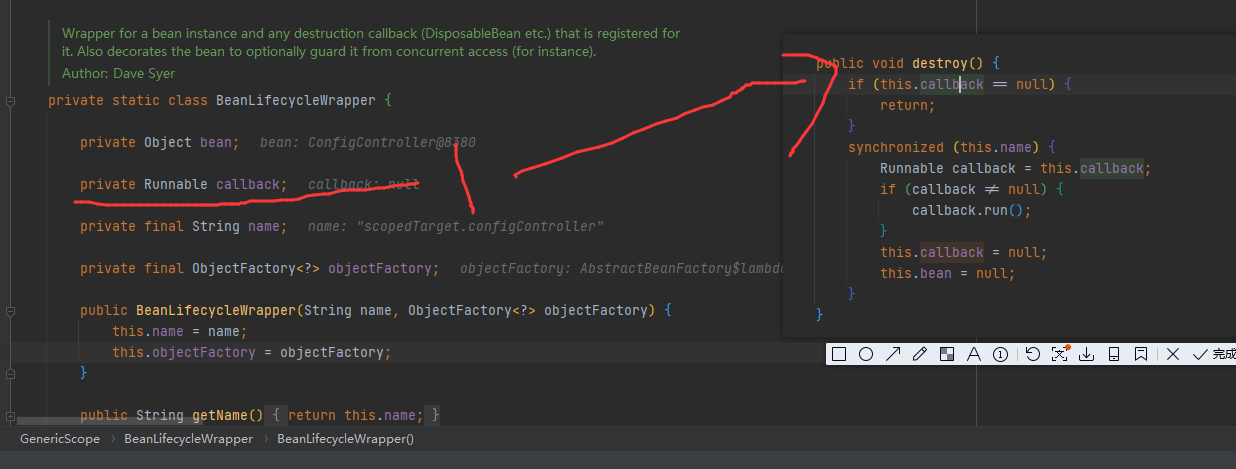 Wrapper for a bean instance and any destruction callback (DisposableBean etc.) that is registered for
it. Also decorates the bean to optionally guard it from concurrent access (for instance).
Author: Dave Syer
private static class BeanLifecycleWrapper {
private Object bean; bean: ConfigController@8380
private Runnable callback; callback: null
private final String name; name: "scopedTarget.configController"
private final ObjectFactory<?> objectFactory; objectFactory: AbstractBeanFactory$lambda
public BeanLifecycleWrapper(String name, ObjectFactory<?> objectFactory) {
this.name = name;
this.objectFactory = objectFactory;
}
public String getName() { return this.name; }
public void destroy() {
if (this.callback == null) {
return;
}
synchronized (this.name) {
Runnable callback = this.callback;
if (callback ≠ null) {
callback.run();
}
this.callback = null;
this.bean = null;
}
}
完成
GenericScope › BeanLifecycleWrapper › BeanLifecycleWrapper()